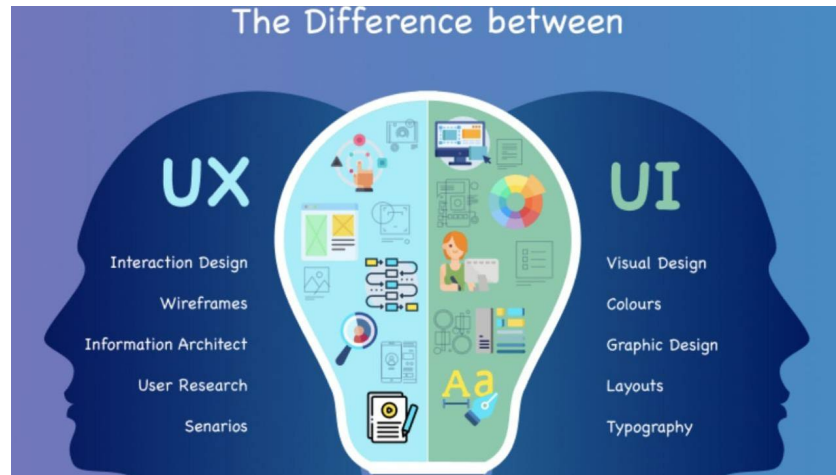 The Difference between
UX
Interaction Design
Wireframes
Information Architect
User Research
Senarios
Aa
UI
Visual Design
Colours
Graphic Design
Layouts
Typography